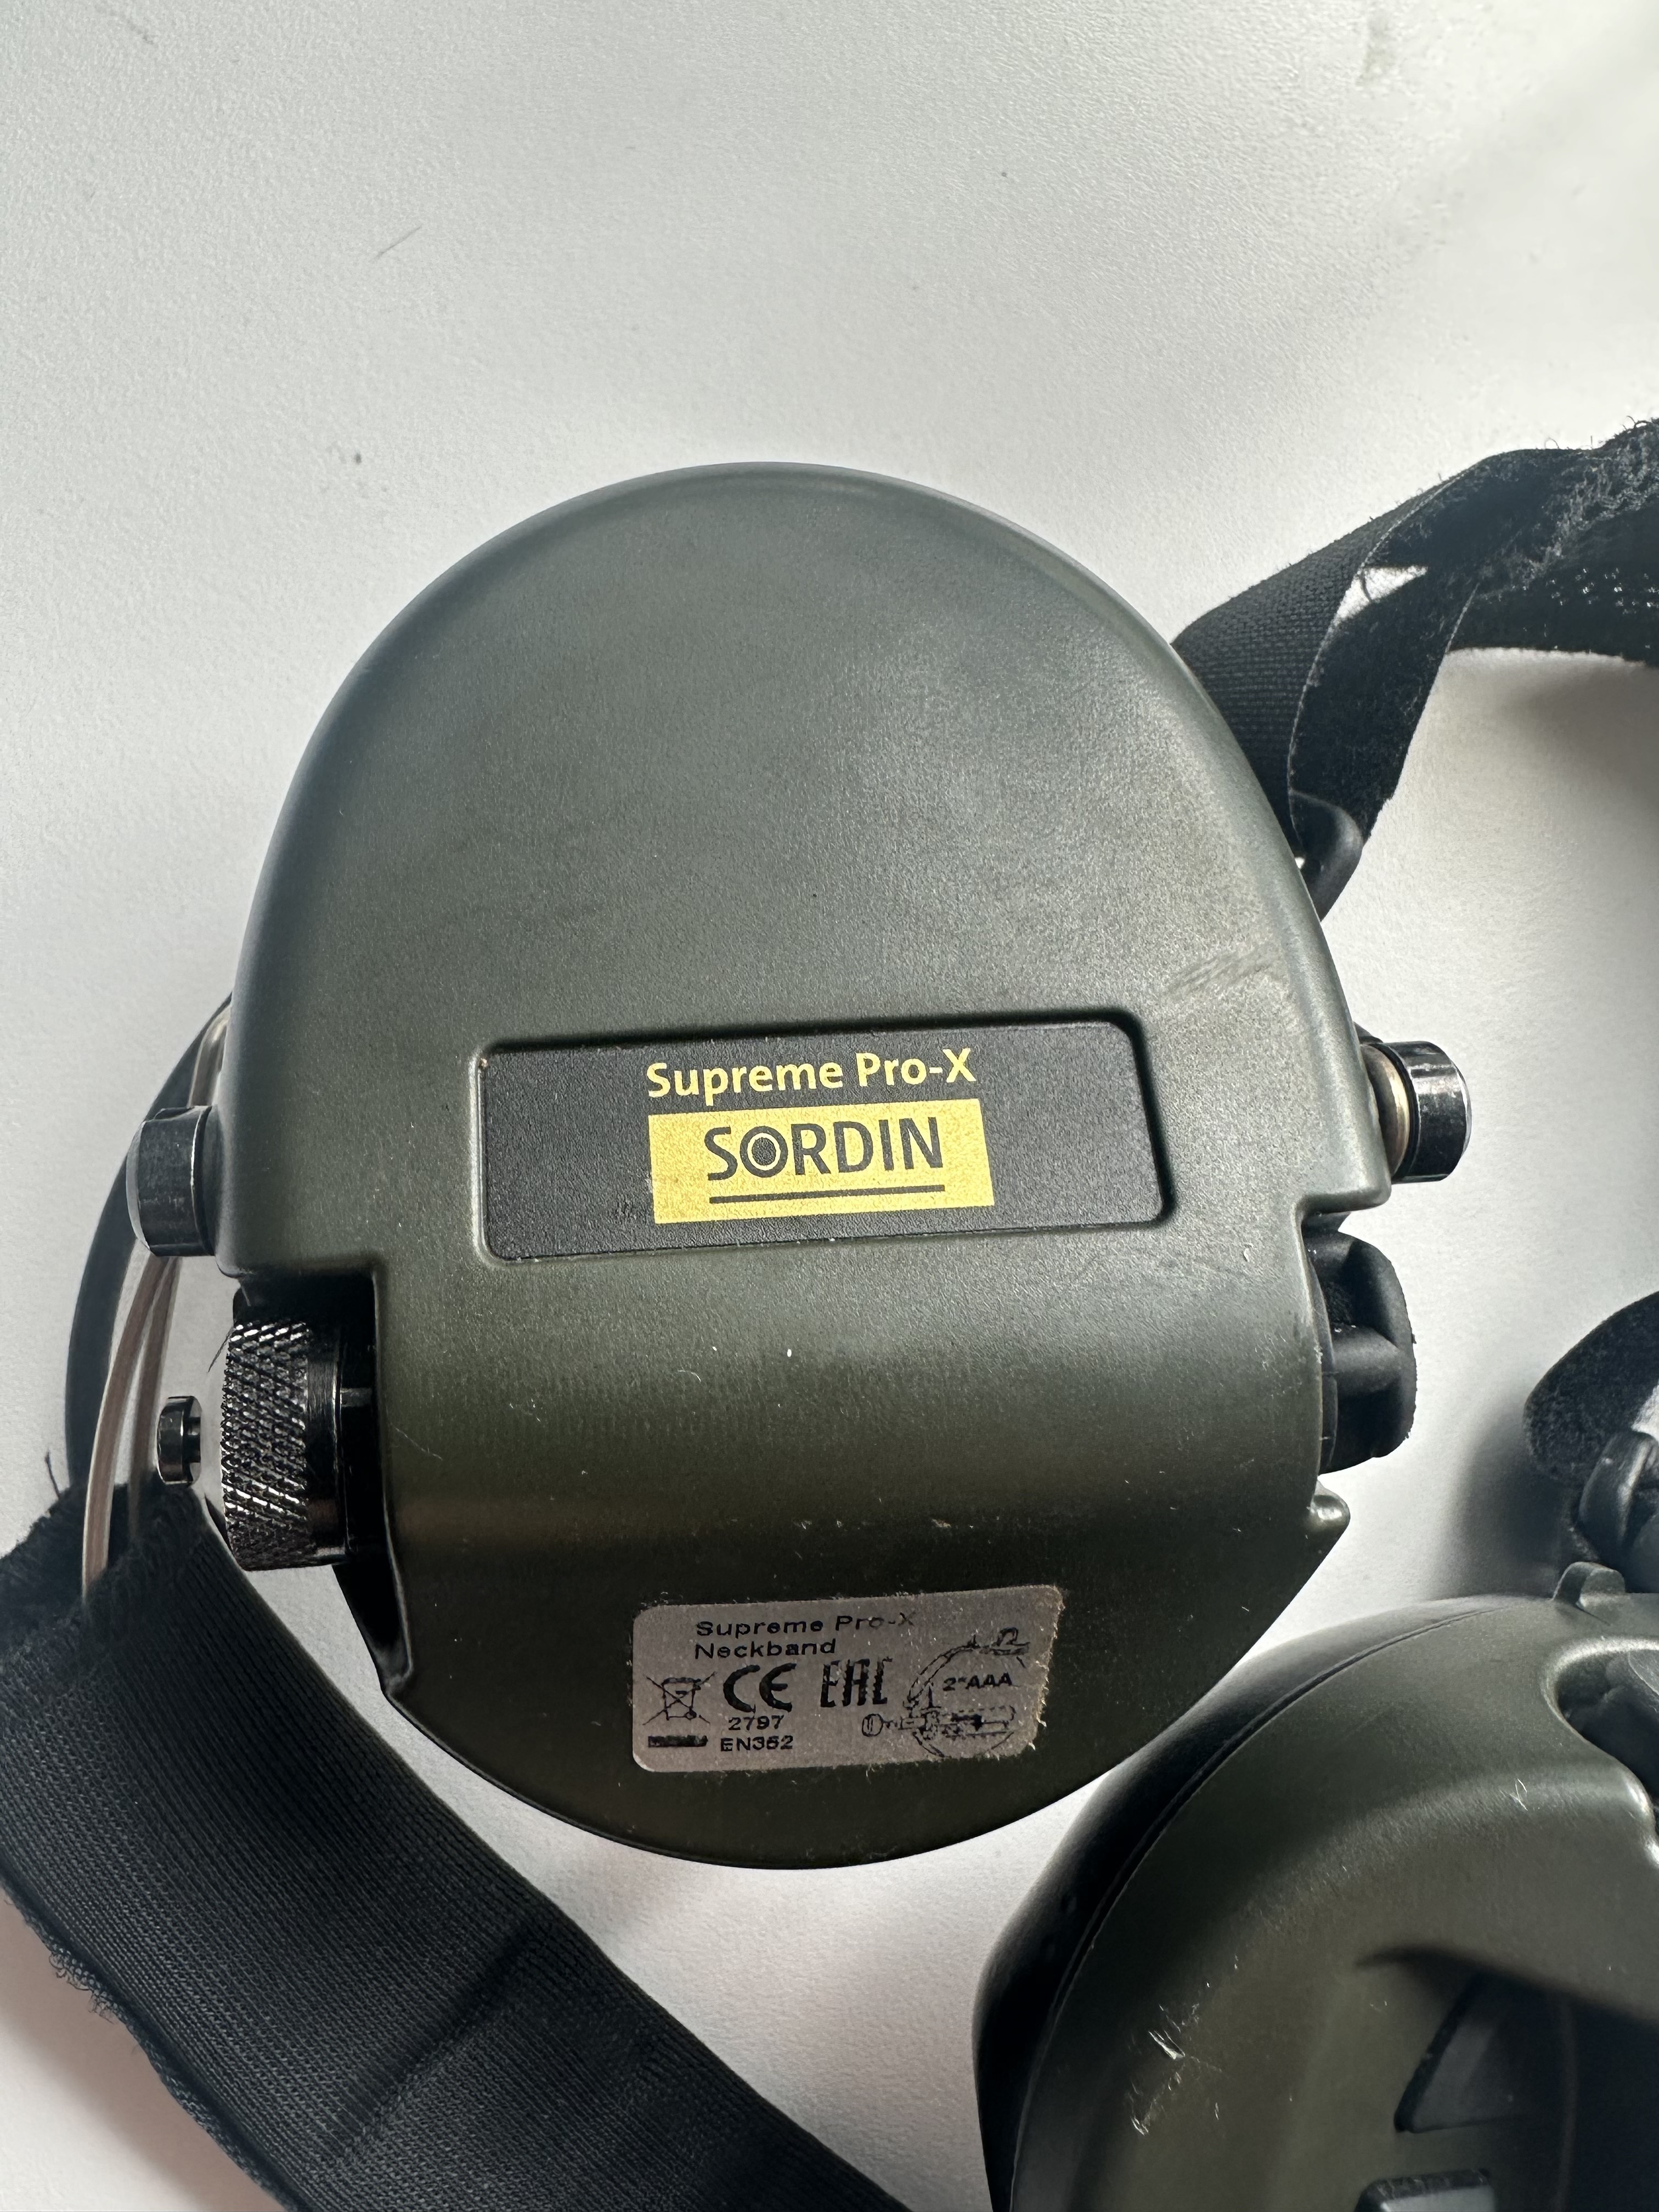 Supreme Pro-X
SORDIN
Supreme Pro-X
Neckband
CE EAC
2*AAA
2797
EN352